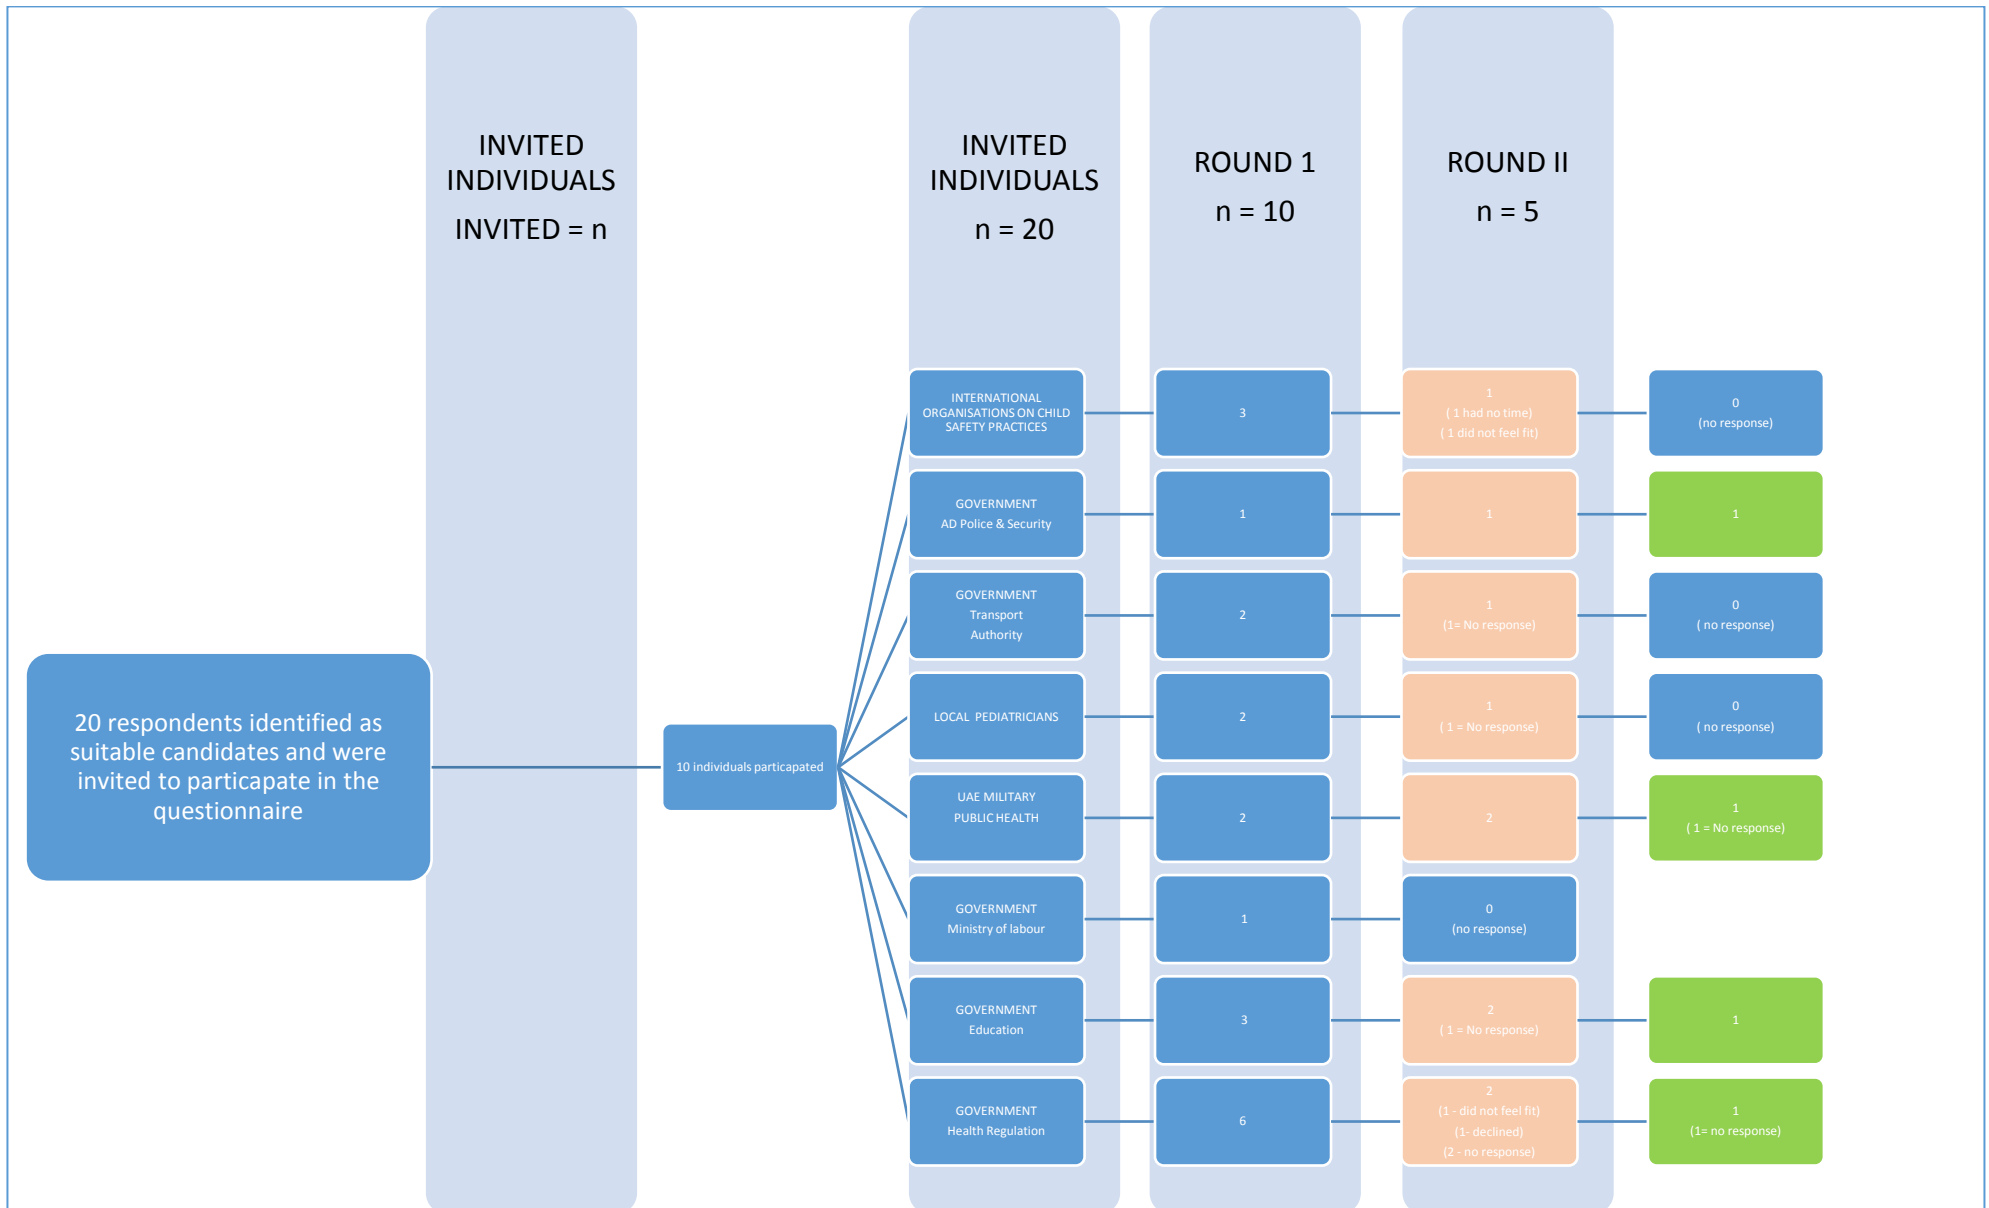 INVITED
INDIVIDUALS
INVITED = n
INVITED
INDIVIDUALS
n = 20
ROUND 1
n = 10
ROUND II
n = 5
20 respondents identified as
suitable candidates and were
invited to particapate in the
questionnaire
10 individuals particapated
INTERNATIONAL
ORGANISATIONS ON CHILD
SAFETY PRACTICES
3
1
( 1 had no time)
( 1 did not feel fit)
0
(no response)
GOVERNMENT
AD Police & Security
1
1
1
GOVERNMENT
Transport
Authority
2
1
(1= No response)
0
( no response)
LOCAL PEDIATRICIANS
2
1
( 1 = No response)
0
( no response)
UAE MILITARY
PUBLIC HEALTH
2
2
1
( 1 = No response)
GOVERNMENT
Ministry of labour
1
0
(no response)
GOVERNMENT
Education
3
2
( 1 = No response)
1
GOVERNMENT
Health Regulation
6
2
(1 - did not feel fit)
(1- declined)
(2 - no response)
1
(1= no response)